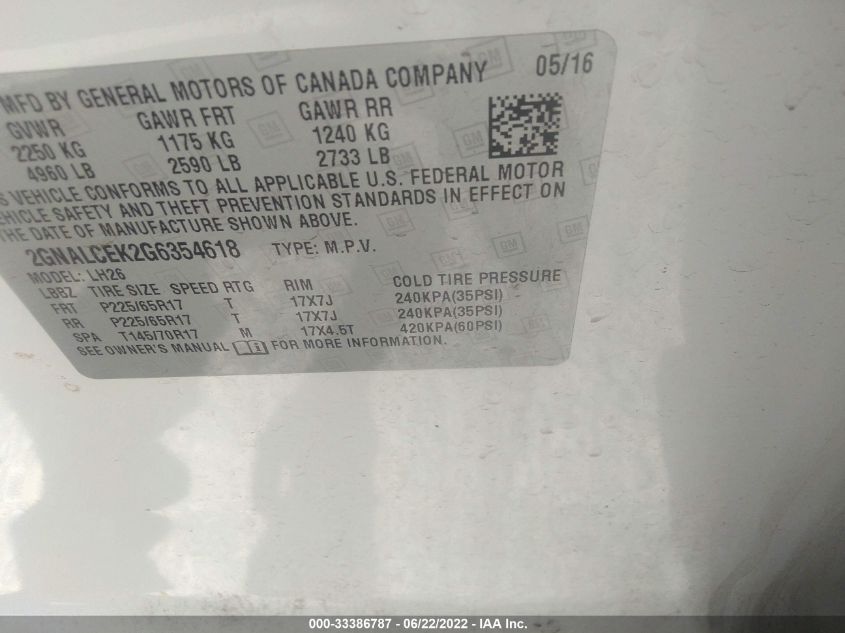 MFD BY GENERAL MOTORS OF CANADA COMPANY 05/16
GVWR GAWR FRT GAWR RR
2250 KG 1175 KG 1240 KG
4960 LB 2590 LB 2733 LB
S VEHICLE CONFORMS TO ALL APPLICABLE U.S. FEDERAL MOTOR
EHICLE SAFETY AND THEFT PREVENTION STANDARDS IN EFFECT ON
THE DATE OF MANUFACTURE SHOWN ABOVE.
2GNALCEK2G6354618 TYPE: M.P.V.
MODEL: LH26
LBBZ TIRE SIZE SPEED RTG RIM COLD TIRE PRESSURE
FRT P225/65R17 T 17X7J 240KPA(35PSI)
RR P225/65R17 T 17X7J 240KPA(35PSI)
SPA T145/70R17 M 17X4.5T 420KPA(60PSI)
SEE OWNER'S MANUAL FOR MORE INFORMATION.
GM
000-33386787 - 06/22/2022 - IAA Inc.